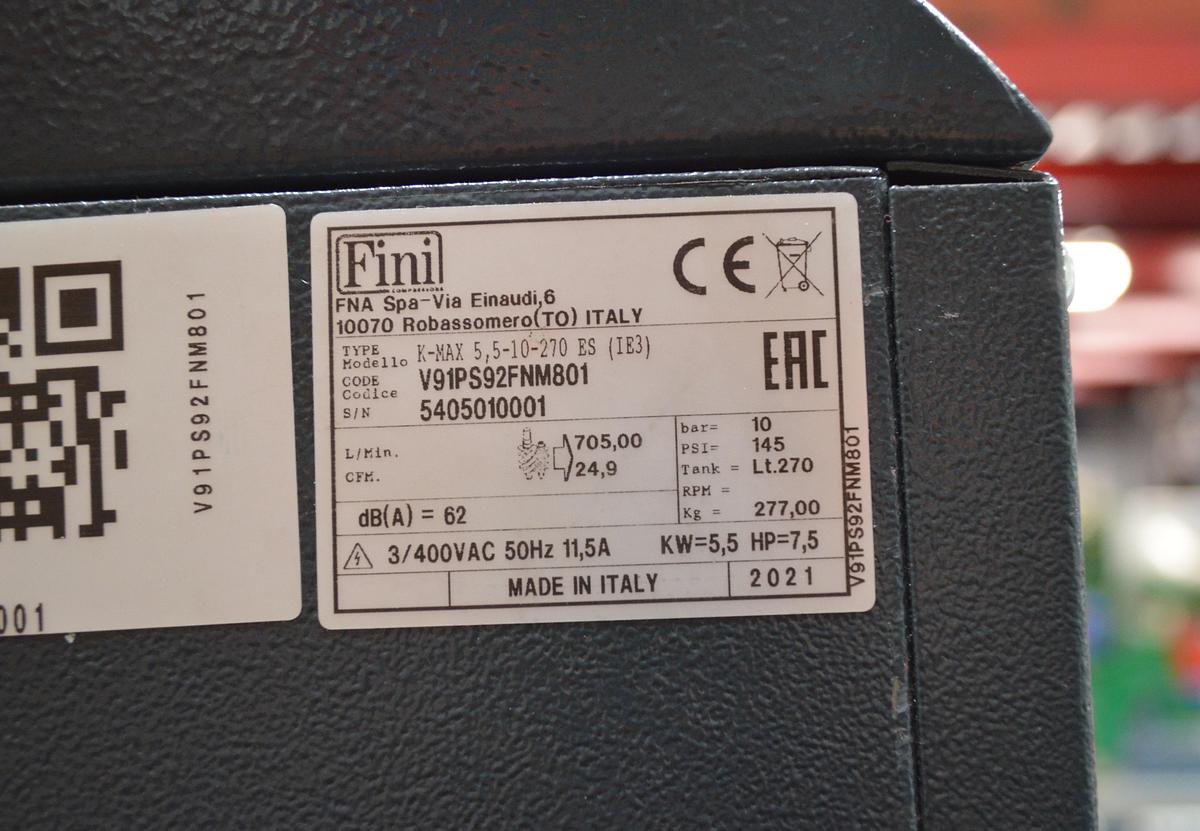 V91PS92FNM801
001
Fini
COMPRESSORS
CE
FNA Spa-Via Einaudi,6
10070 Robassomero(TO) ITALY
TYPE
Modello
K-MAX 5,5-10-270 ES (IE3)
CODE
Codice
V91PS92FNM801
S/N
5405010001
EAC
L/Min.
705,00
CFM.
24,9
dB(A) = 62
bar= 10
PSI= 145
Tank = Lt.270
RPM =
Kg = 277,00
3/400VAC 50Hz 11,5A KW=5,5 HP=7,5
MADE IN ITALY
2021
V91PS92FNM801